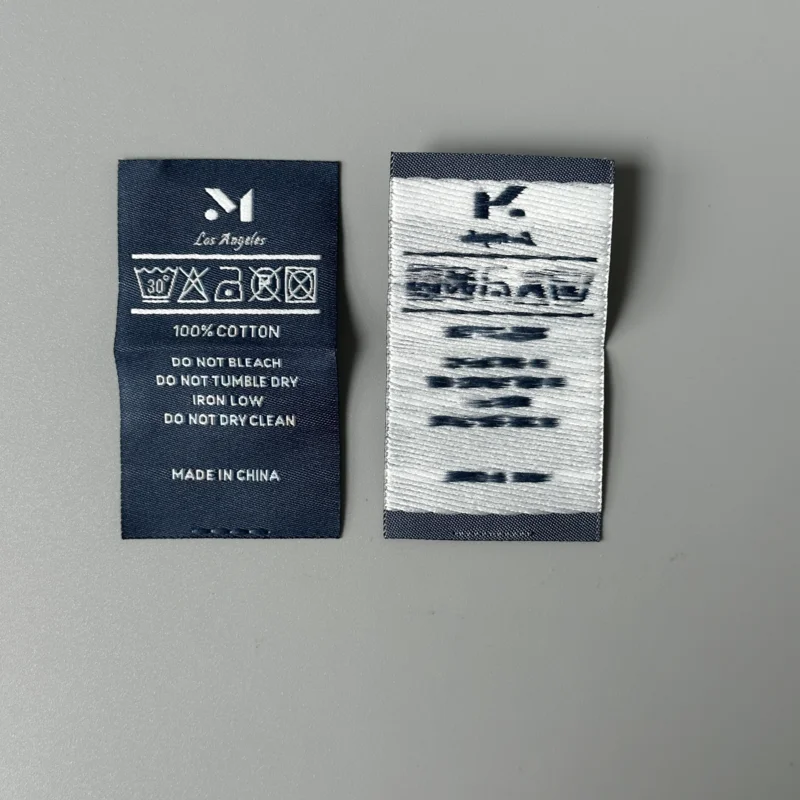 M
Los Angeles
30°
P
100% COTTON
DO NOT BLEACH
DO NOT TUMBLE DRY
IRON LOW
DO NOT DRY CLEAN
MADE IN CHINA